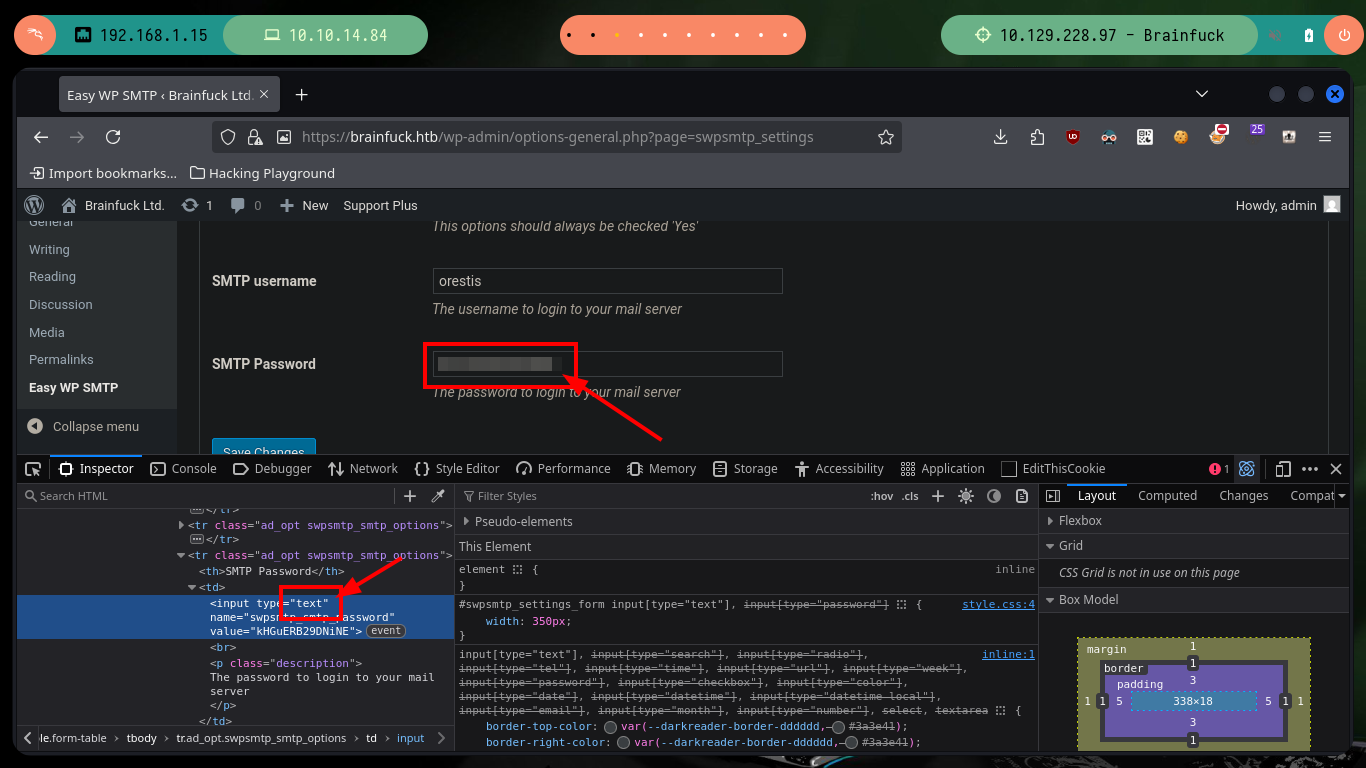 192.168.1.15
10.10.14.84
10.129.228.97 - Brainfuck
Easy WP SMTP ‹ Brainfuck Ltd.
https://brainfuck.htb/wp-admin/options-general.php?page=swpsmtp_settings
25
Import bookmarks...
Hacking Playground
Brainfuck Ltd.
1
0
New
Support Plus
Howdy, admin
General
Writing
Reading
Discussion
Media
Permalinks
Easy WP SMTP
Collapse menu
This options should always be checked 'Yes'
SMTP username
orestis
The username to login to your mail server
SMTP Password
The password to login to your mail server
Save Changes
Inspector
Console
Debugger
Network
Style Editor
Performance
Memory
Storage
Accessibility
Application
EditThisCookie
1
Search HTML
</tr>
<tr class="ad_opt swpsmtp_smtp_options">
</tr>
<tr class="ad_opt swpsmtp_smtp_options">
<th>SMTP Password</th>
<td>
<input type="text"
name="swpsmtp_smtp_password"
value="kHGuERB29DNiNE">
event
<br>
<p class="description">
The password to login to your mail
server
</p>
</td>
le.form-table
tbody
tr.ad_opt.swpsmtp_smtp_options
td
input
Filter Styles
:hov
.cls
Pseudo-elements
This Element
element {
inline
}
#swpsmtp_settings_form input[type="text"], input[type="password"] {
style.css:4
width: 350px;
}
input[type="text"], input[type="search"], input[type="radio"],
inline:1
input[type="tel"], input[type="time"], input[type="url"], input[type="week"],
input[type="password"], input[type="checkbox"], input[type="color"],
input[type="date"], input[type="datetime"], input[type="datetime-local"],
input[type="email"], input[type="month"], input[type="number"], select, textarea {
border-top-color: var(--darkreader-border-dddddd, #3a3e41);
border-right-color: var(--darkreader-border-dddddd, #3a3e41);
Layout
Computed
Changes
Compat
Flexbox
Grid
CSS Grid is not in use on this page
Box Model
margin
1
border
1
padding
3
1
1
5
338×18
5
1
1
3
1